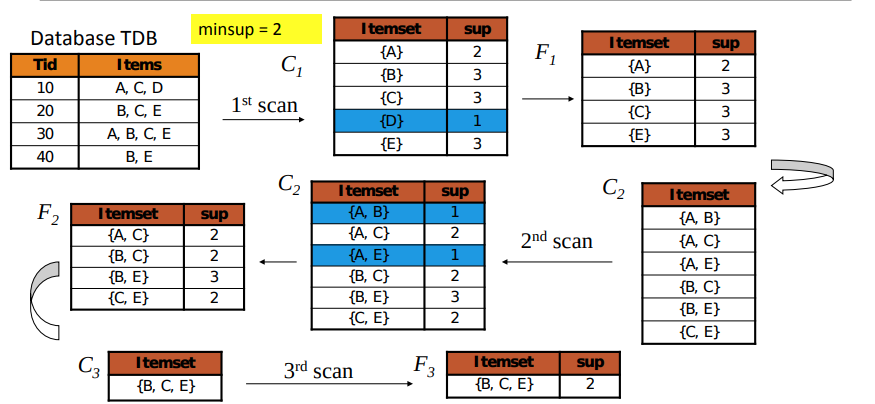 minsup = 2
Database TDB
Tid Items
10 A, C, D
20 B, C, E
30 A, B, C, E
40 B, E
1st scan
C1
Itemset sup
{A} 2
{B} 3
{C} 3
{D} 1
{E} 3
F1
Itemset sup
{A} 2
{B} 3
{C} 3
{E} 3
C2
Itemset
{A, B}
{A, C}
{A, E}
{B, C}
{B, E}
{C, E}
2nd scan
C2
Itemset sup
{A, B} 1
{A, C} 2
{A, E} 1
{B, C} 2
{B, E} 3
{C, E} 2
F2
Itemset sup
{A, C} 2
{B, C} 2
{B, E} 3
{C, E} 2
C3
Itemset
{B, C, E}
3rd scan
F3
Itemset sup
{B, C, E} 2